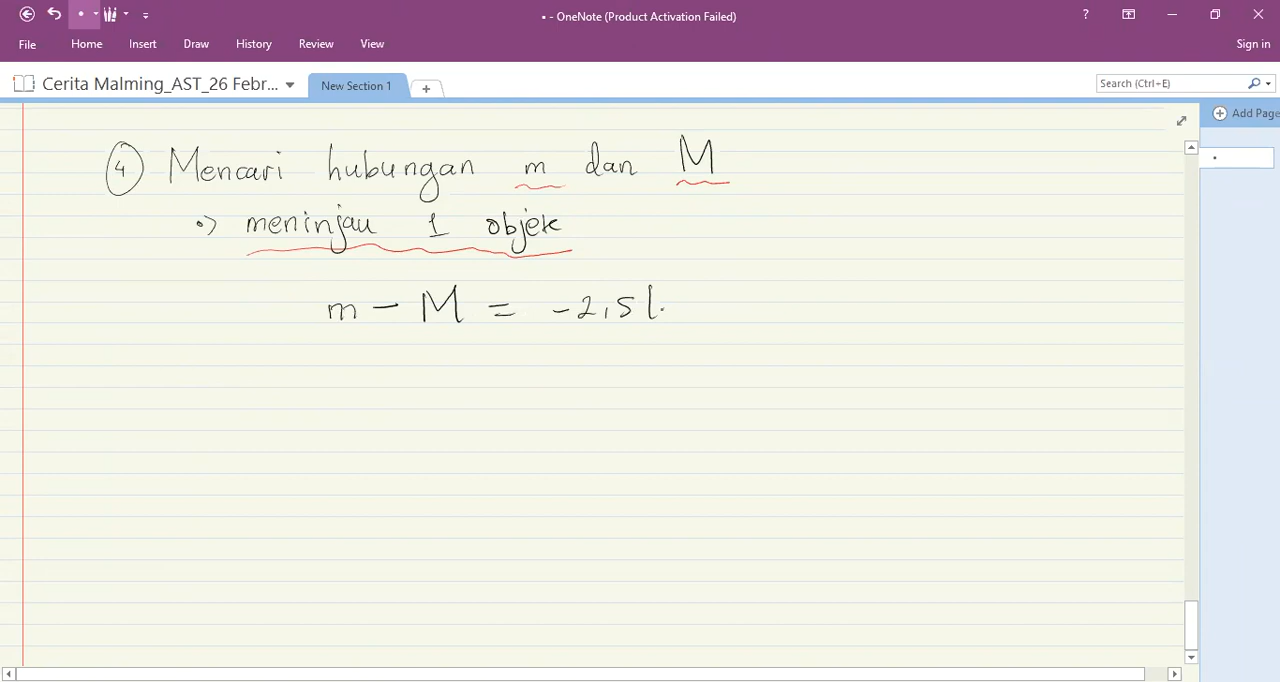 • - OneNote (Product Activation Failed)
?
File Home Insert Draw History Review View
Sign in
Cerita Malming_AST_26 Febr...
New Section 1
Search (Ctrl+E)
Add Page
④ Mencari hubungan m dan M
•> meninjau 1 objek
m - M = -2,5 l